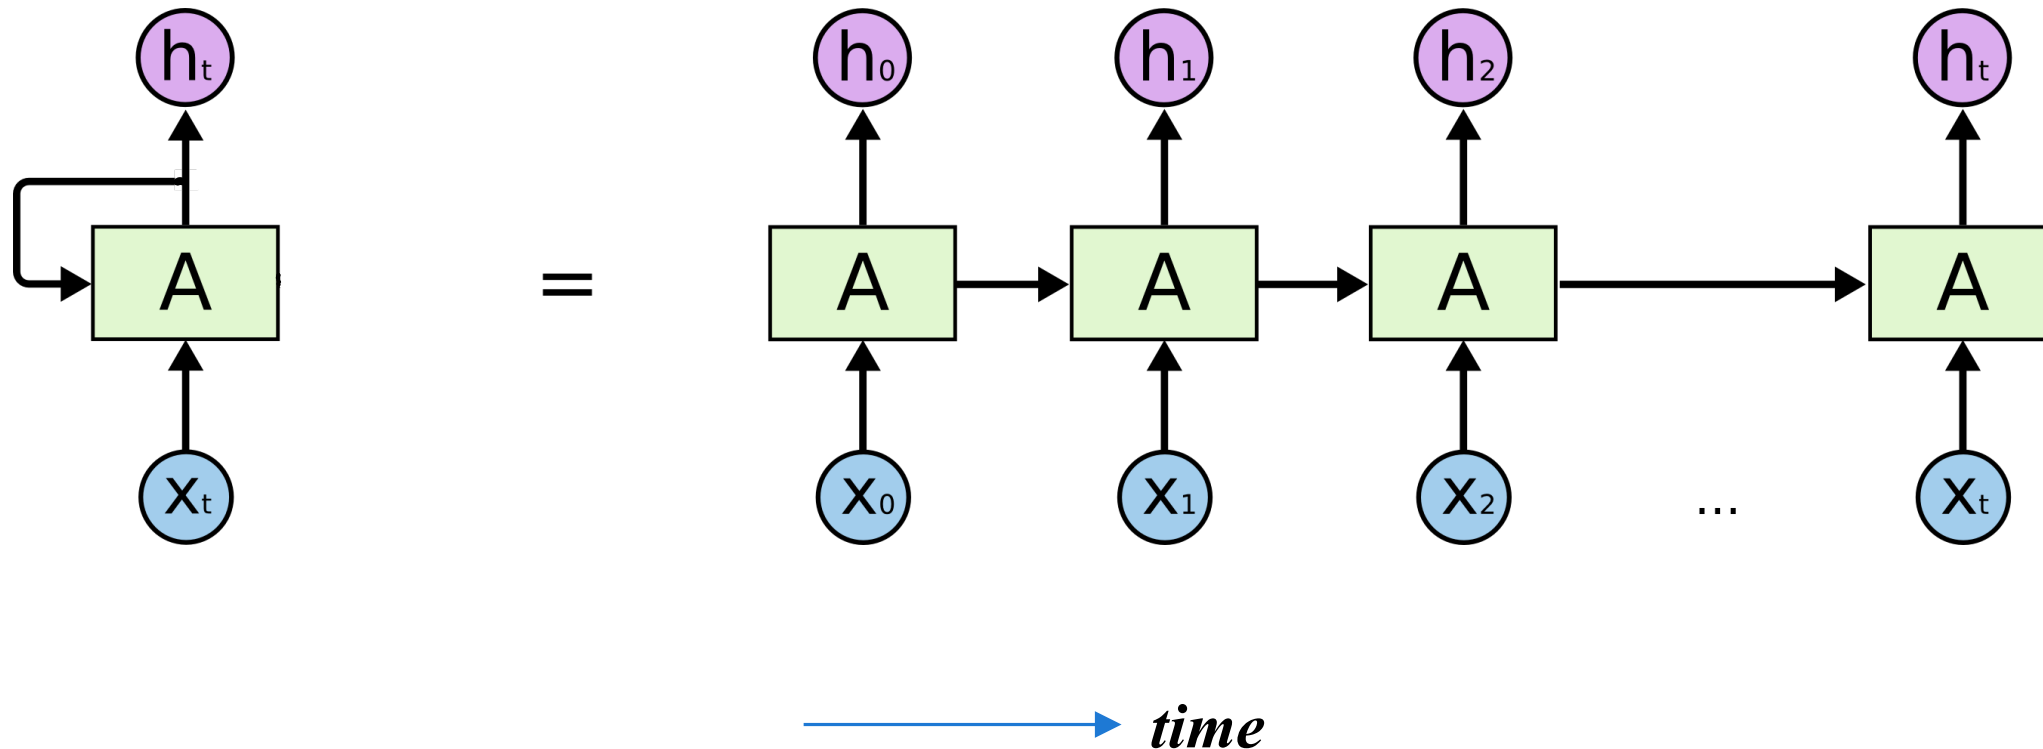 ht h0 h1 h2 ht
A = A A A A
xt x0 x1 x2 ... xt
time